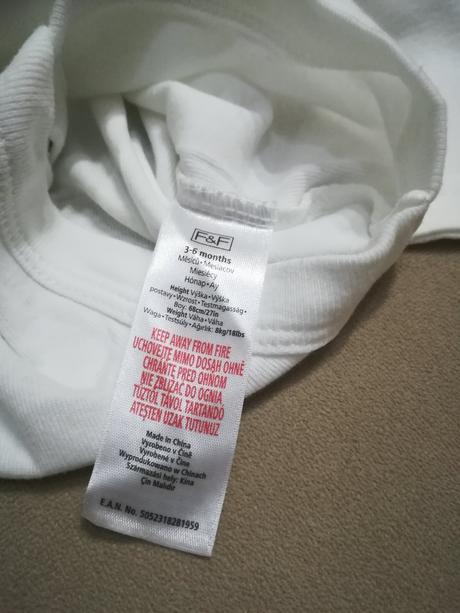 F&F
3-6 months
Měsíců • Mesiacov
Miesięcy
Hónap • Ay
Height Výška • Výška
postavy • Wzrost • Testmagasság •
Boy: 68cm/27in
Weight Váha • Váha
Waga • Testsúly • Ağırlık: 8kg/18lbs
KEEP AWAY FROM FIRE
UCHOVEJTE MIMO DOSAH OHNĚ
CHRÁŇTE PRED OHŇOM
NIE ZBLIŻAĆ DO OGNIA
TŰZTŐL TÁVOL TARTANDÓ
ATEŞTEN UZAK TUTUNUZ
Made in China
Vyrobeno v Číně
Vyrobené v Číne
Wyprodukowano w Chinach
Származási hely: Kína
Çin Malıdır
E.A.N. No. 5052318281959